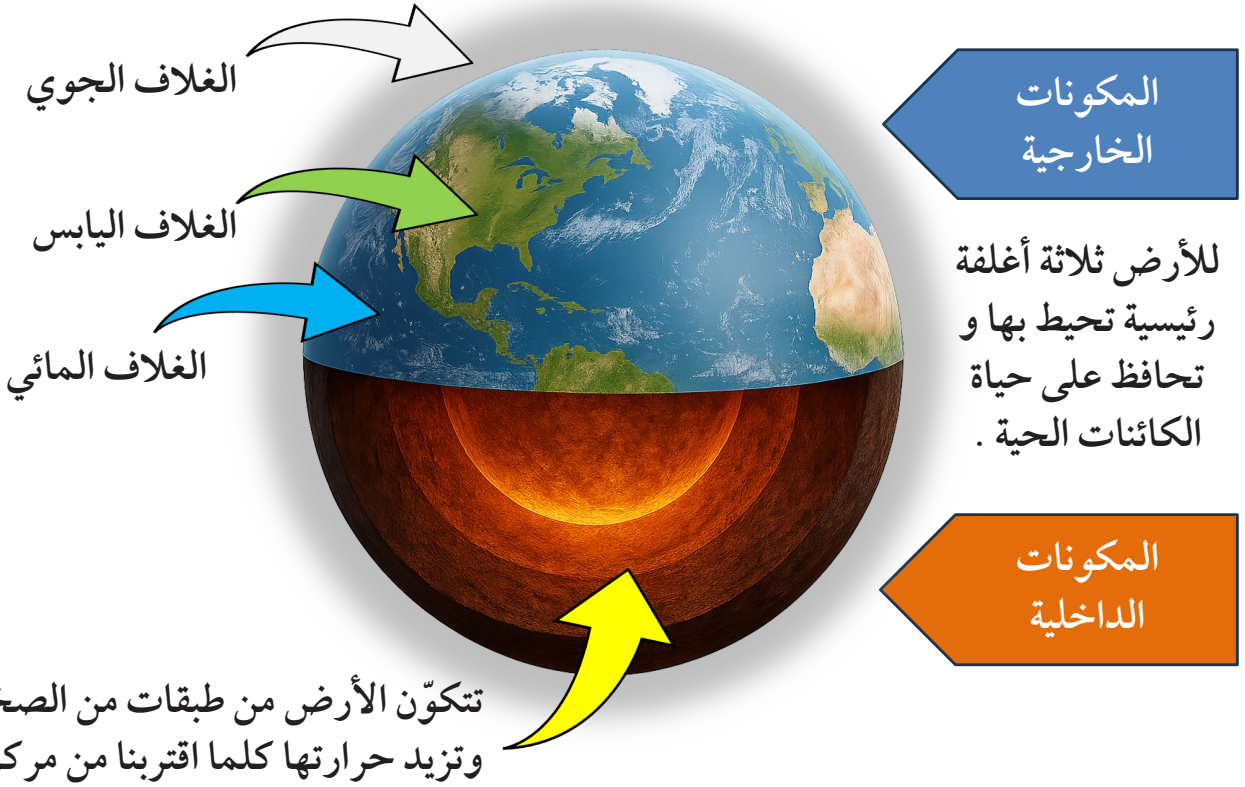 المكونات
الخارجية
للأرض ثلاثة أغلفة
رئيسية تحيط بها و
تحافظ على حياة
الكائنات الحية .
الغلاف الجوي
الغلاف اليابس
الغلاف المائي
المكونات
الداخلية
تتكوّن الأرض من طبقات من
وتزيد حرارتها كلما اقتربنا من